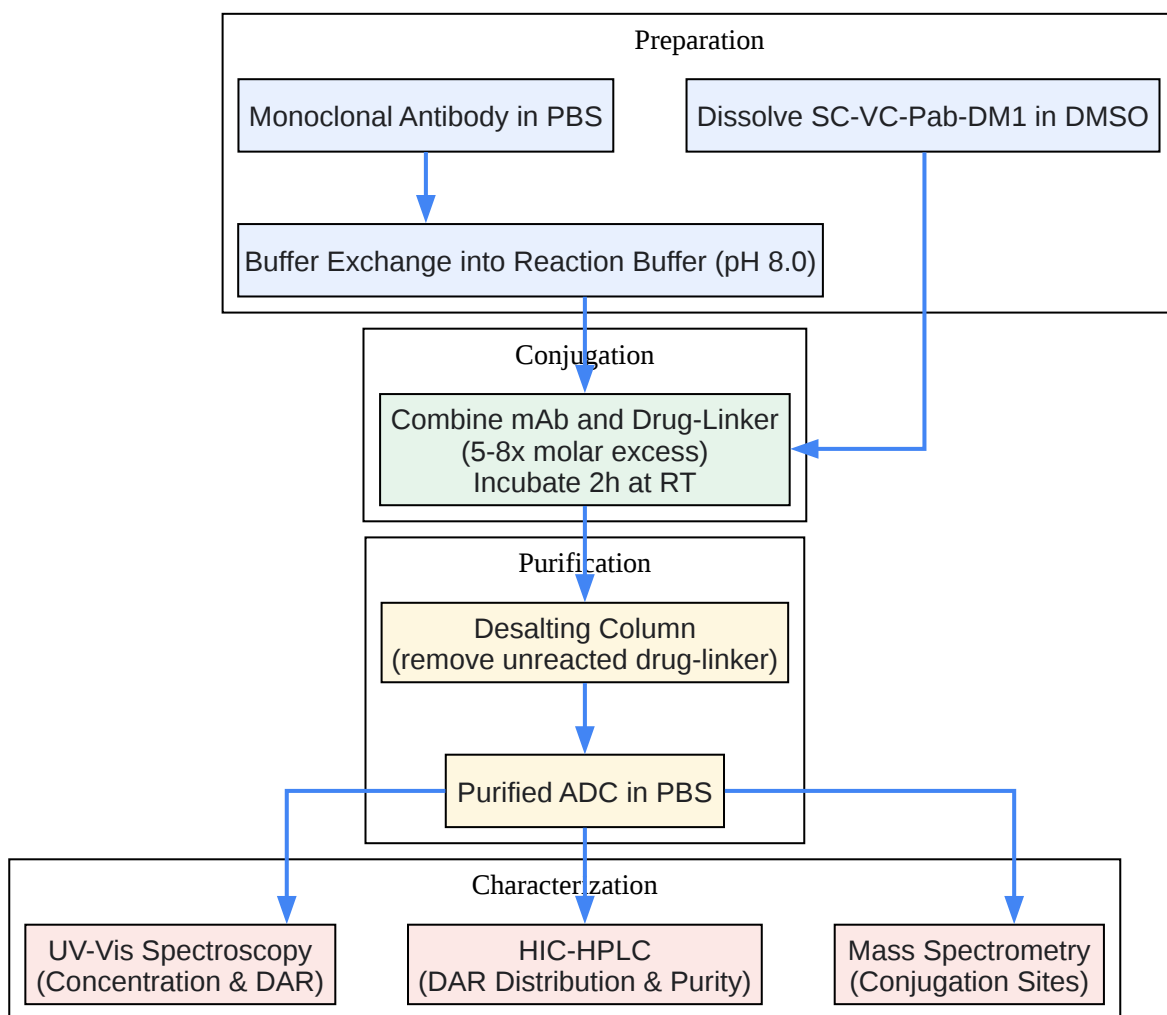 Preparation
Monoclonal Antibody in PBS
Dissolve SC-VC-Pab-DM1 in DMSO
Buffer Exchange into Reaction Buffer (pH 8.0)
Conjugation
Combine mAb and Drug-Linker
(5-8x molar excess)
Incubate 2h at RT
Purification
Desalting Column
(remove unreacted drug-linker)
Purified ADC in PBS
Characterization
UV-Vis Spectroscopy
(Concentration & DAR)
HIC-HPLC
(DAR Distribution & Purity)
Mass Spectrometry
(Conjugation Sites)